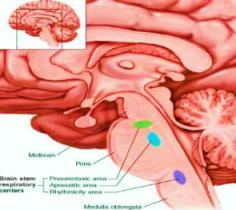 Midbrain
Pons
Brain stem
respiratory
centers
Pneumotaxic area
Apneustic area
Rhythmicity area
Medulla oblongata